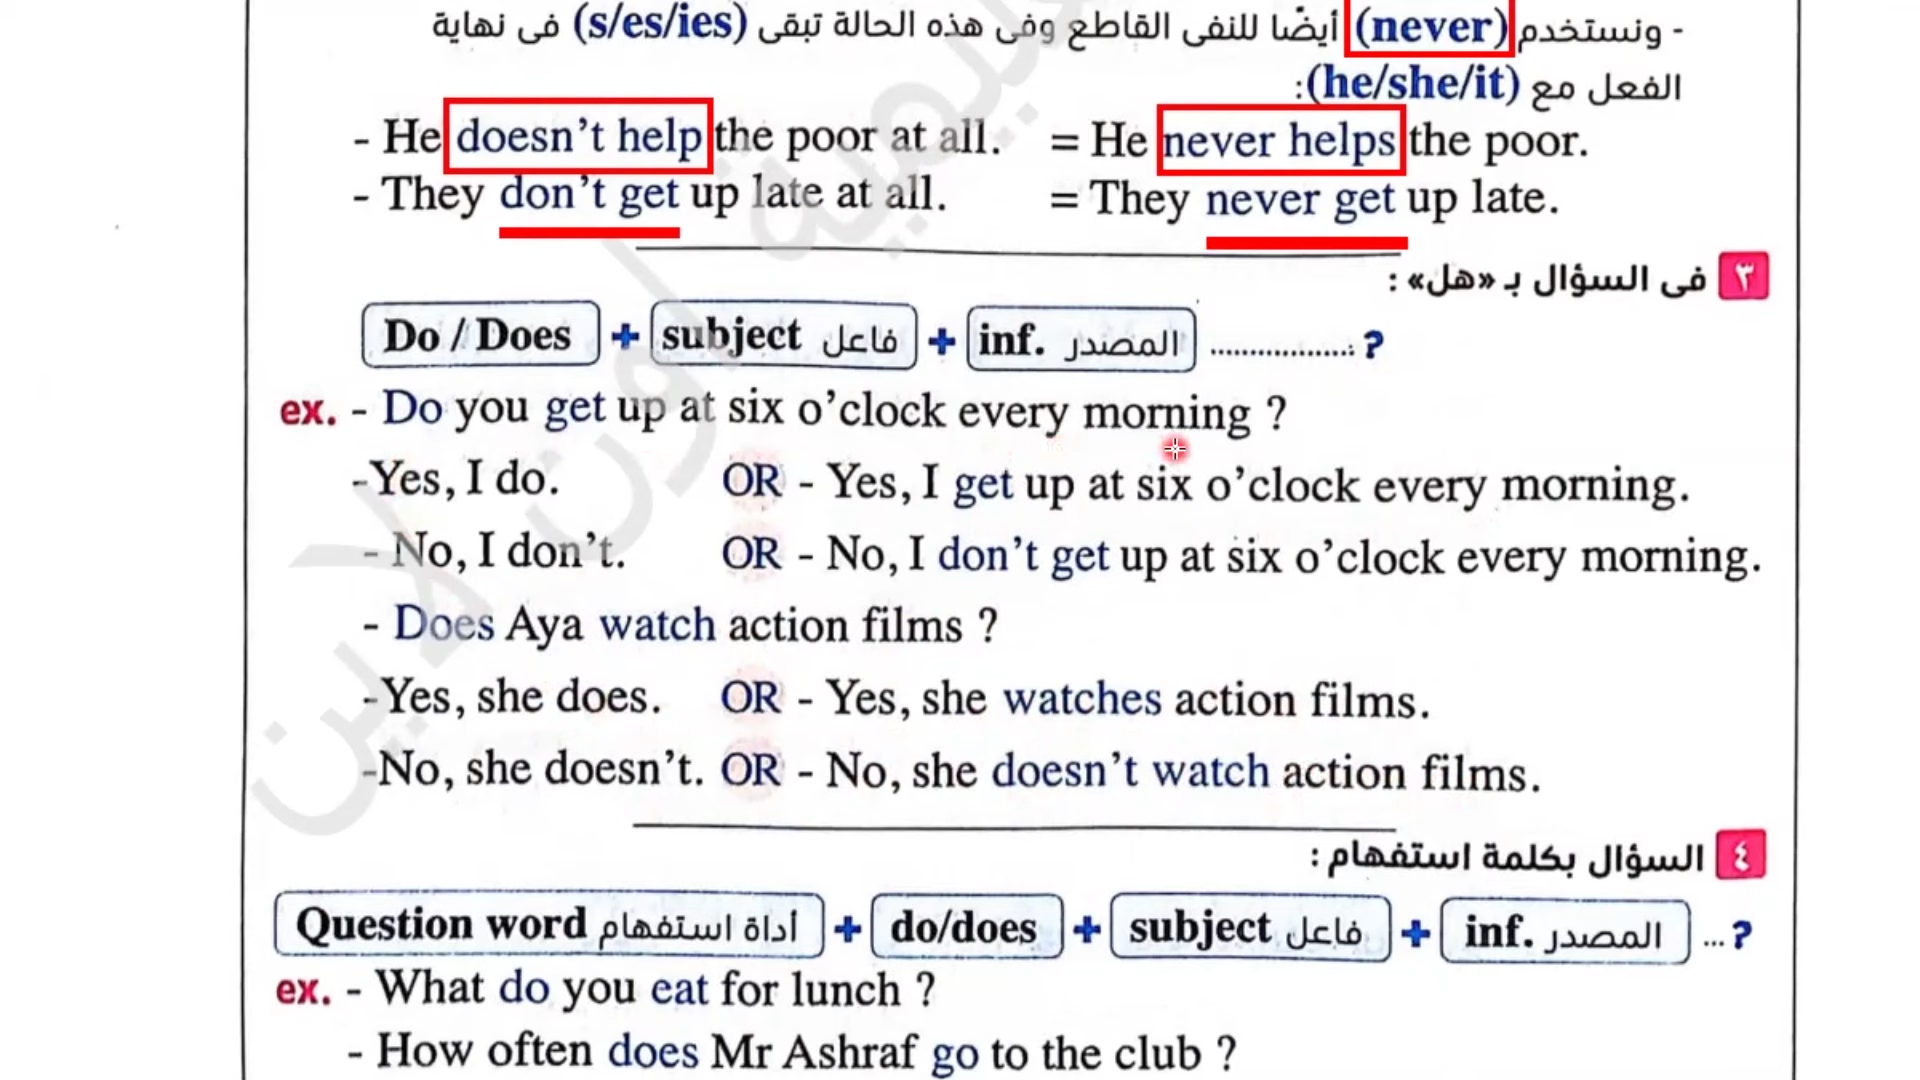 - ونستخدم (never) أيضًا للنفى القاطع وفى هذه الحالة تبقى (s/es/ies) فى نهاية
الفعل مع (he/she/it):
- He doesn't help the poor at all. = He never helps the poor.
- They don't get up late at all. = They never get up late.
٣ فى السؤال بـ «هل» :
Do / Does + subject فاعل + inf. المصدر ................. ?
ex. - Do you get up at six o'clock every morning ?
-Yes, I do. OR - Yes, I get up at six o'clock every morning.
- No, I don't. OR - No, I don't get up at six o'clock every morning.
- Does Aya watch action films ?
-Yes, she does. OR - Yes, she watches action films.
-No, she doesn't. OR - No, she doesn't watch action films.
٤ السؤال بكلمة استفهام :
Question word أداة استفهام + do/does + subject فاعل + inf. المصدر ... ?
ex. - What do you eat for lunch ?
- How often does Mr Ashraf go to the club ?